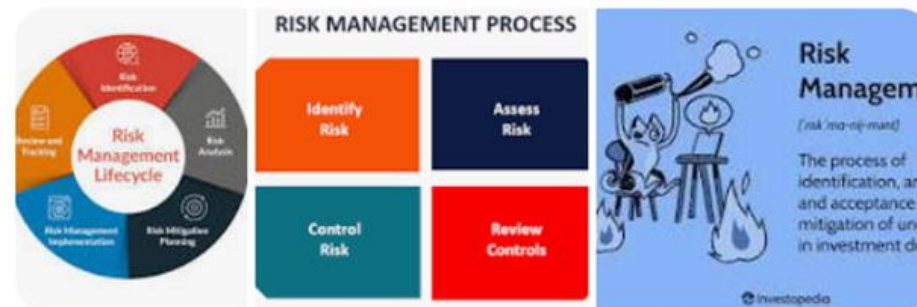 Risk
Identification
Risk
Analysis
Risk Mitigation
Planning
Risk Management
Implementation
Review and
Tracking
Risk
Management
Lifecycle
RISK MANAGEMENT PROCESS
Identify
Risk
Assess
Risk
Control
Risk
Review
Controls
Risk
Managem
The process of
identification, an
and acceptance
mitigation of un
in investment d
Investopedia